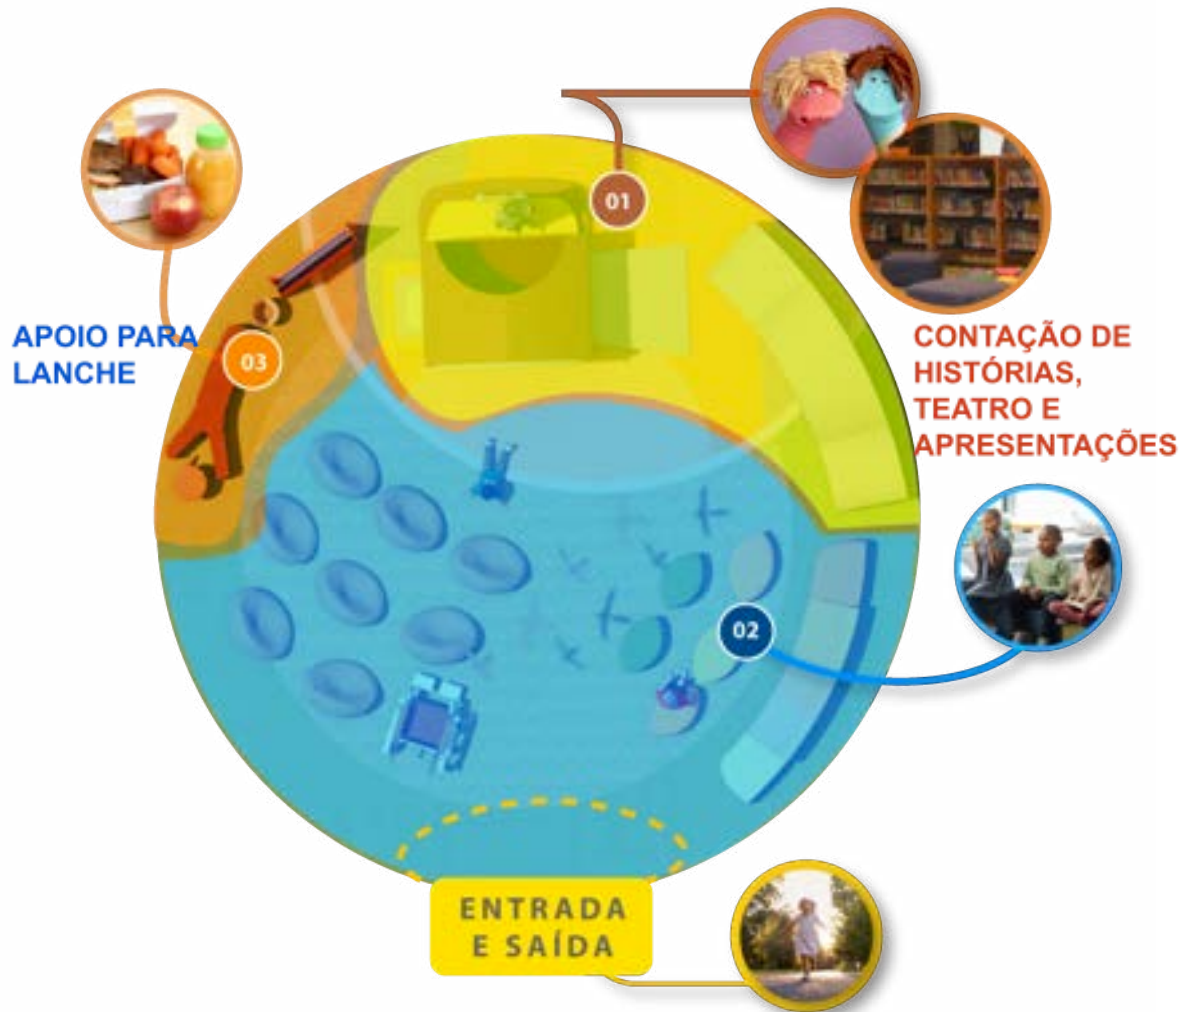 01
APOIO PARA
LANCHE
03
CONTAÇÃO DE
HISTÓRIAS,
TEATRO E
APRESENTAÇÕES
02
ENTRADA
E SAÍDA